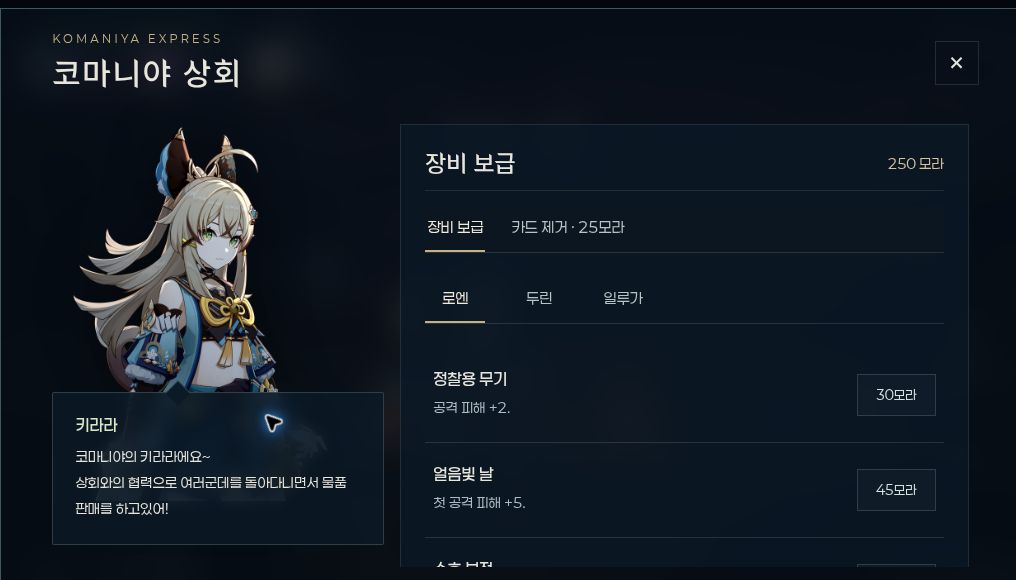 KOMANIYA EXPRESS
코마니야 상회
×
장비 보급
250 모라
장비 보급
카드 제거 · 25모라
로엔
두린
일루가
정찰용 무기
공격 피해 +2.
30모라
얼음빛 날
첫 공격 피해 +5.
45모라
키라라
코마니야의 키라라에요~
상회와의 협력으로 여러군데를 돌아다니면서 물품
판매를 하고있어!